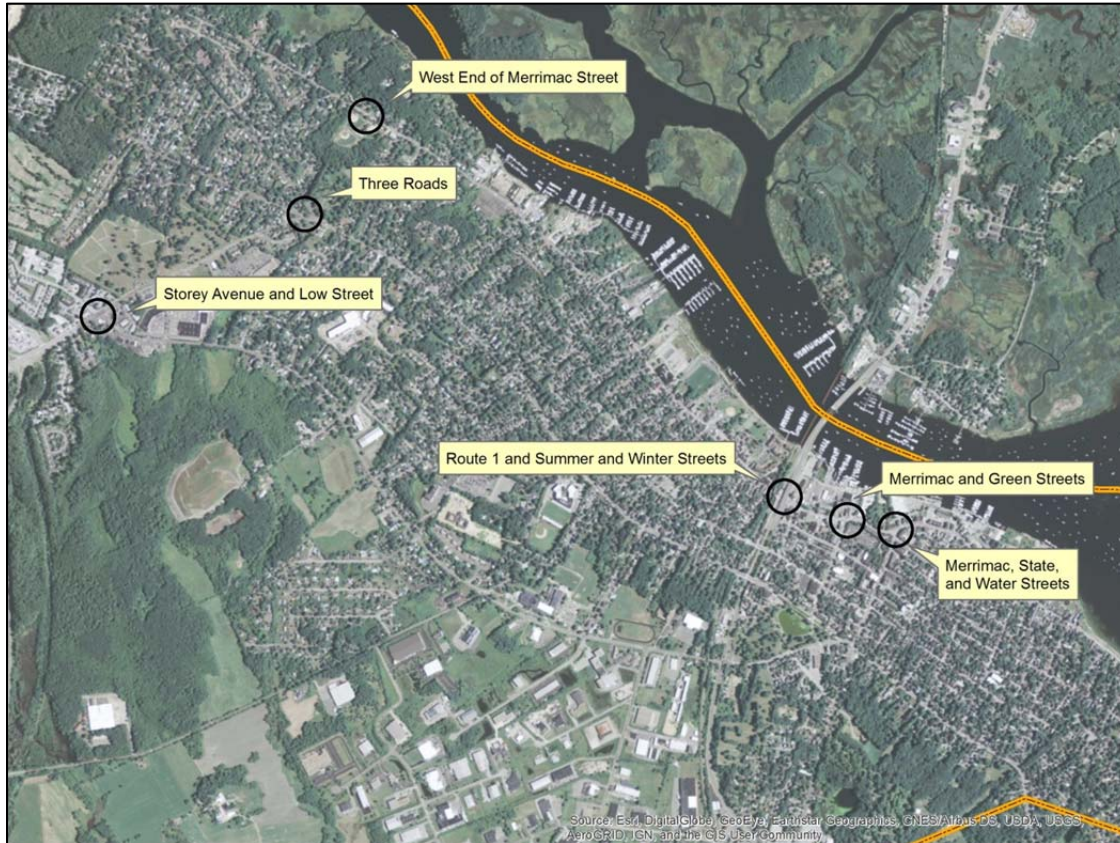 West End of Merrimac Street
Three Roads
Storey Avenue and Low Street
Route 1 and Summer and Winter Streets
Merrimac and Green Streets
Merrimac, State,
and Water Streets
Source: Esri, DigitalGlobe, GeoEye, Earthstar Geographics, CNES/Airbus DS, USDA, USGS,
AeroGRID, IGN, and the GIS User Community